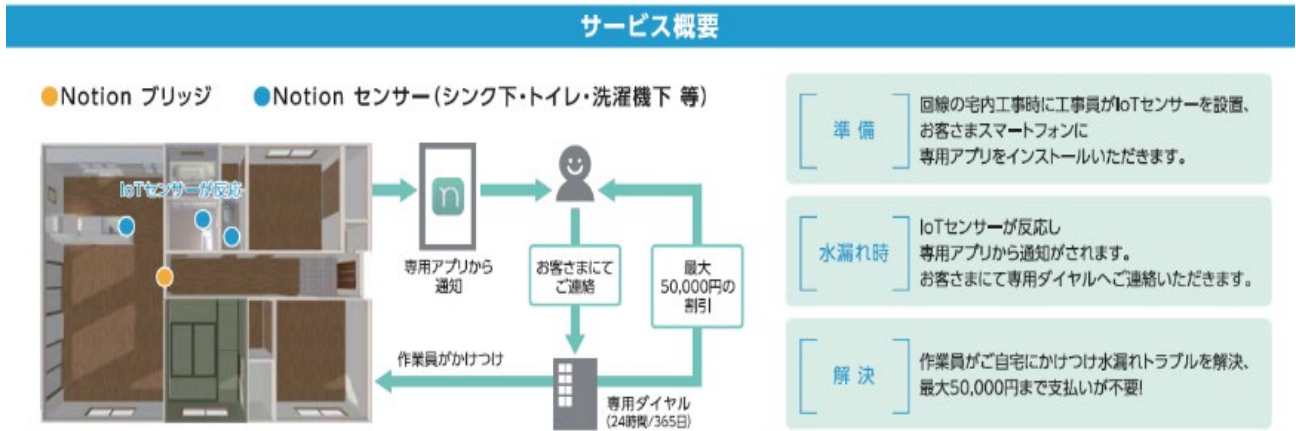 サービス概要
●Notion ブリッジ
●Notion センサー(シンク下・トイレ・洗濯機下 等)
IoTセンサーが反応
n
専用アプリから
通知
お客さまにて
ご連絡
最大
50,000円の
割引
作業員がかけつけ
専用ダイヤル
(24時間/365日)
準備
回線の宅内工事時に工事員がIoTセンサーを設置、
お客さまスマートフォンに
専用アプリをインストールいただきます。
水漏れ時
IoTセンサーが反応し
専用アプリから通知がされます。
お客さまにて専用ダイヤルへご連絡いただきます。
解決
作業員がご自宅にかけつけ水漏れトラブルを解決、
最大50,000円まで支払いが不要!